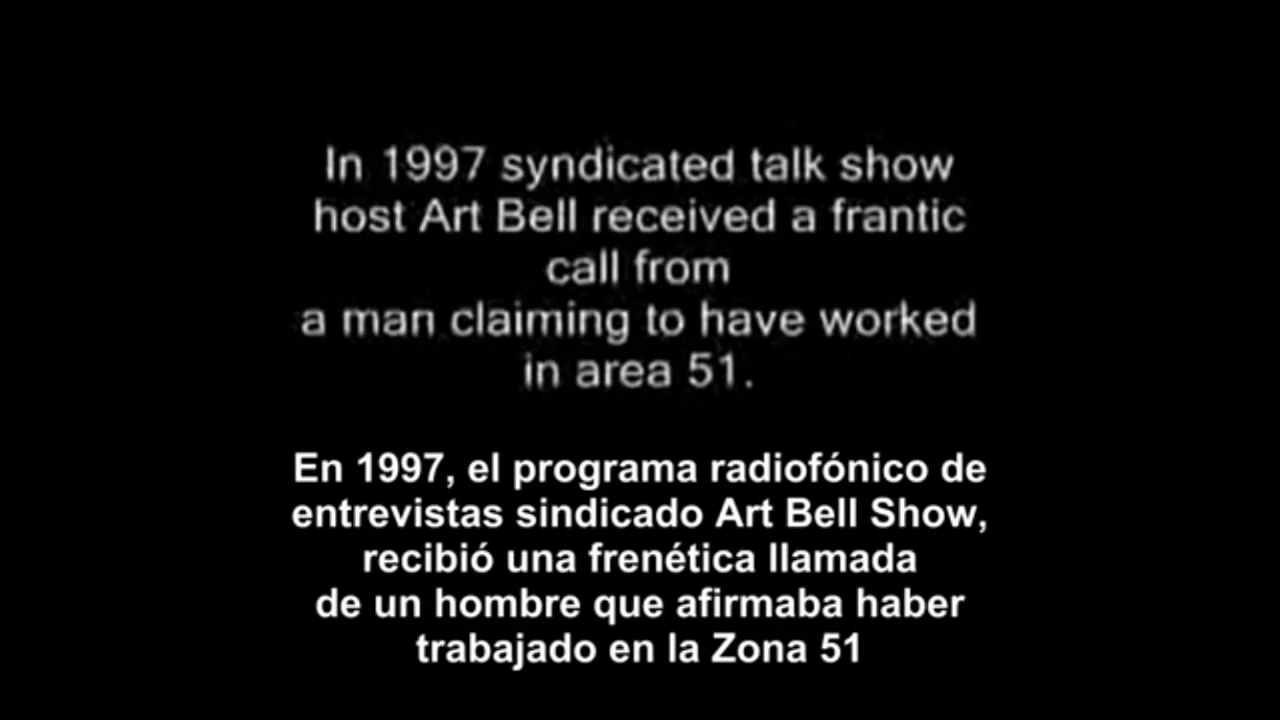 In 1997 syndicated talk show
host Art Bell received a frantic
call from
a man claiming to have worked
in area 51.
En 1997, el programa radiofónico de
entrevistas sindicado Art Bell Show,
recibió una frenética llamada
de un hombre que afirmaba haber
trabajado en la Zona 51